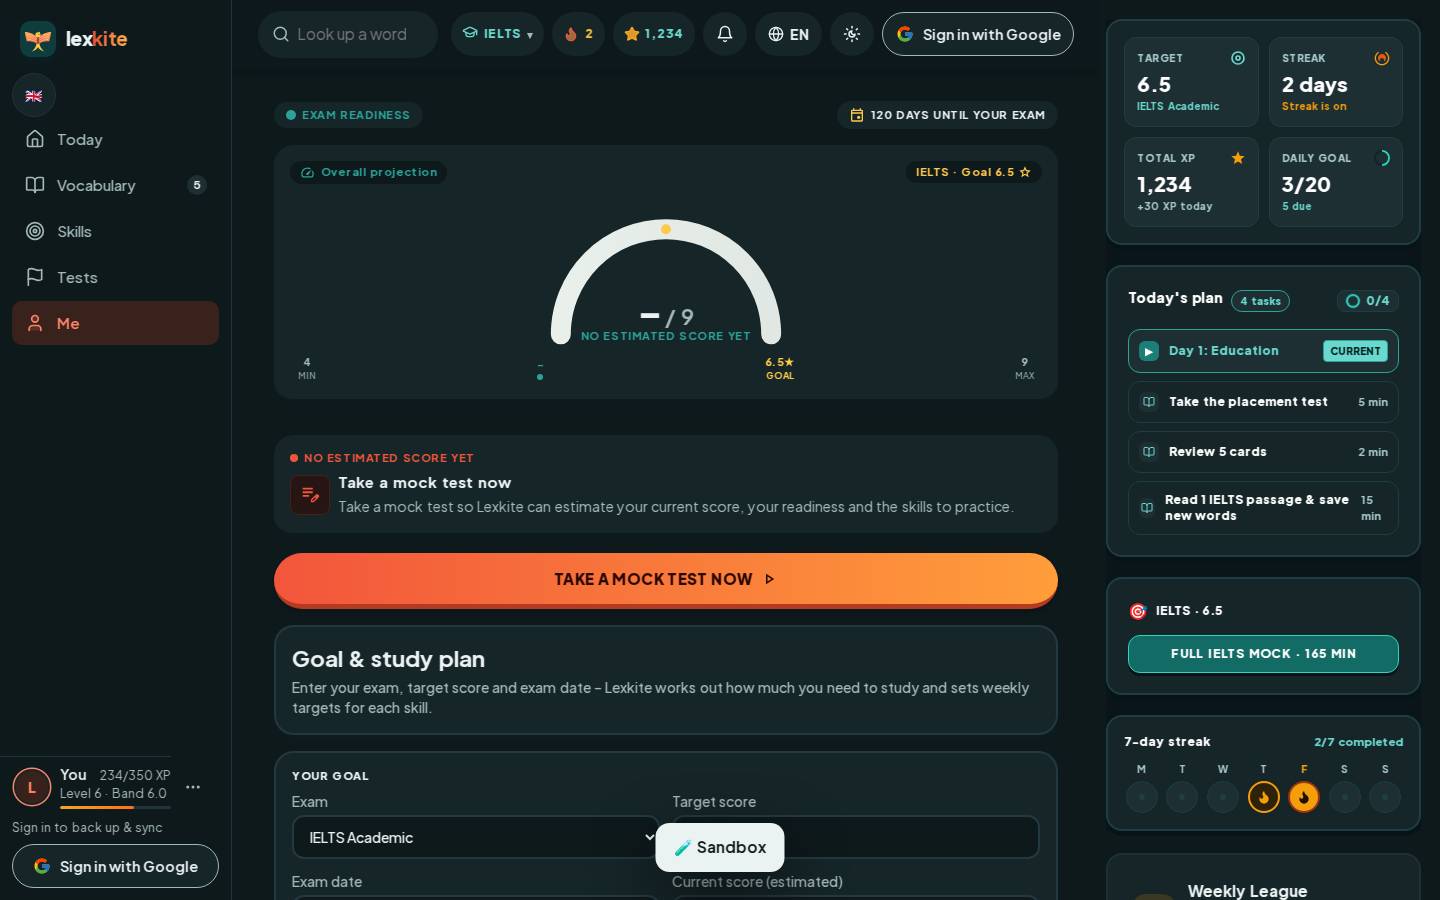 lexkite
Today
Vocabulary 5
Skills
Tests
Me
You 234/350 XP
Level 6 · Band 6.0
Sign in to back up & sync
Sign in with Google
Look up a word
IELTS ▾
2
1,234
EN
Sign in with Google
EXAM READINESS
120 DAYS UNTIL YOUR EXAM
Overall projection
IELTS · Goal 6.5 ☆
– / 9
NO ESTIMATED SCORE YET
4
MIN
–
6.5★
GOAL
9
MAX
NO ESTIMATED SCORE YET
Take a mock test now
Take a mock test so Lexkite can estimate your current score, your readiness and the skills to practice.
TAKE A MOCK TEST NOW
Goal & study plan
Enter your exam, target score and exam date – Lexkite works out how much you need to study and sets weekly
targets for each skill.
YOUR GOAL
Exam
Target score
IELTS Academic
🧪 Sandbox
Exam date
Current score (estimated)
TARGET
6.5
IELTS Academic
STREAK
2 days
Streak is on
TOTAL XP
1,234
+30 XP today
DAILY GOAL
3/20
5 due
Today's plan 4 tasks 0/4
Day 1: Education CURRENT
Take the placement test 5 min
Review 5 cards 2 min
Read 1 IELTS passage & save 15
new words min
IELTS · 6.5
FULL IELTS MOCK · 165 MIN
7-day streak 2/7 completed
M T W T F S S
Weekly League
L